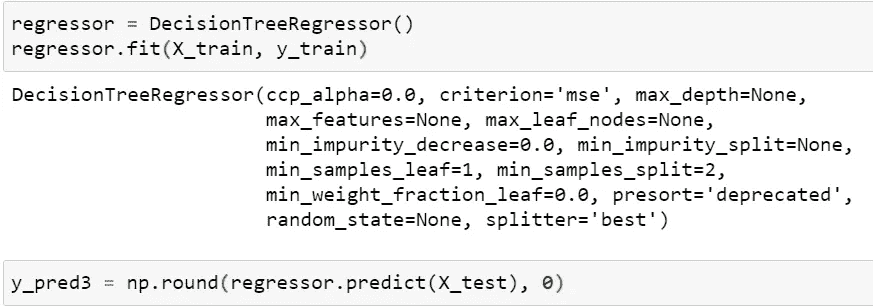 regressor = DecisionTreeRegressor()
regressor.fit(X_train, y_train)
DecisionTreeRegressor(ccp_alpha=0.0, criterion='mse', max_depth=None,
                      max_features=None, max_leaf_nodes=None,
                      min_impurity_decrease=0.0, min_impurity_split=None,
                      min_samples_leaf=1, min_samples_split=2,
                      min_weight_fraction_leaf=0.0, presort='deprecated',
                      random_state=None, splitter='best')
y_pred3 = np.round(regressor.predict(X_test), 0)